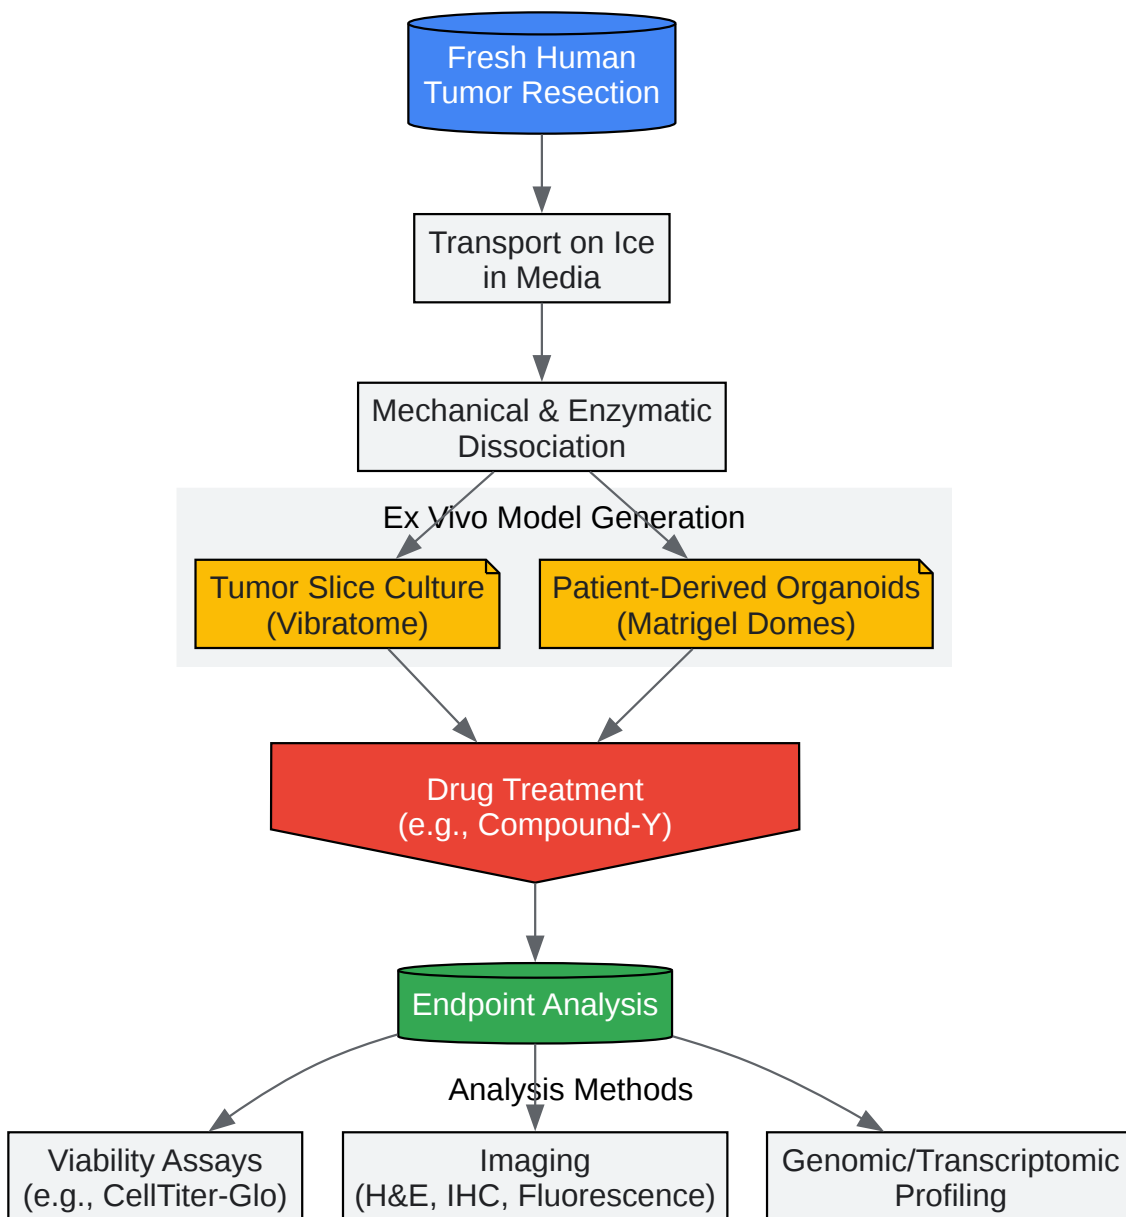 Fresh Human
Tumor Resection
Transport on Ice
in Media
Mechanical & Enzymatic
Dissociation
Ex Vivo Model Generation
Tumor Slice Culture
(Vibratome)
Patient-Derived Organoids
(Matrigel Domes)
Drug Treatment
(e.g., Compound-Y)
Endpoint Analysis
Analysis Methods
Viability Assays
(e.g., CellTiter-Glo)
Imaging
(H&E, IHC, Fluorescence)
Genomic/Transcriptomic
Profiling